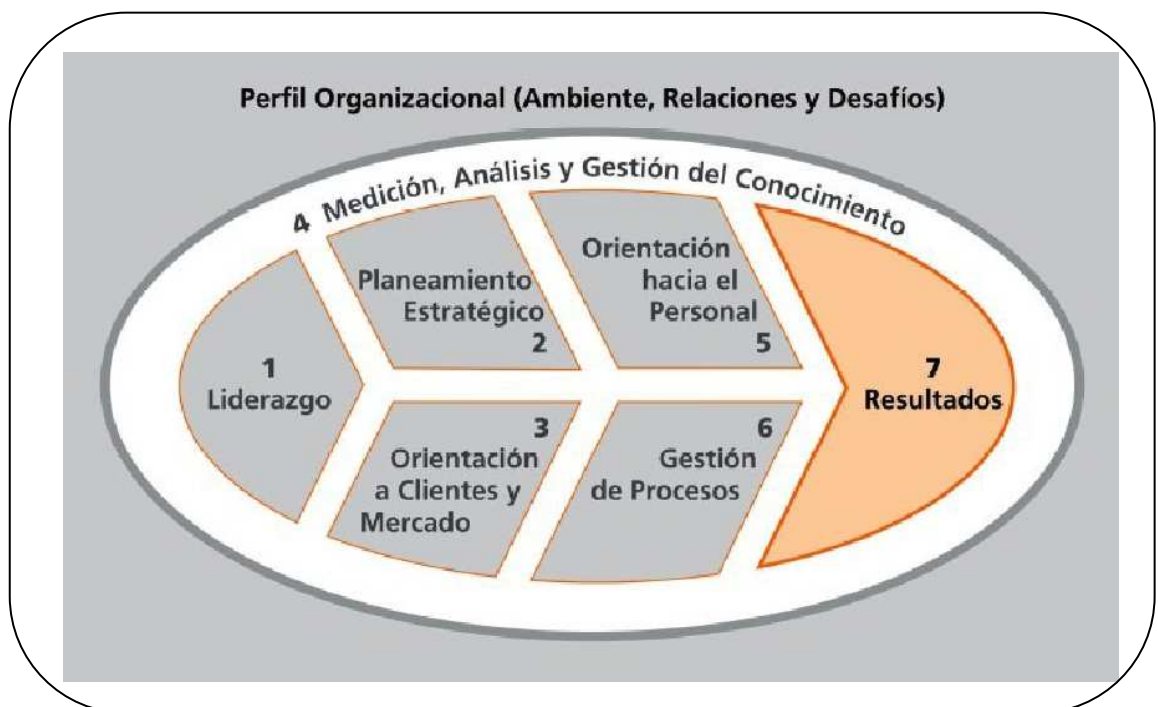 Perfil Organizacional (Ambiente, Relaciones y Desafíos)
4 Medición, Análisis y Gestión del Conocimiento
1
Liderazgo
Planeamiento
Estratégico
2
3
Orientación
a Clientes y
Mercado
Orientación
hacia el
Personal
5
6
Gestión
de Procesos
7
Resultados